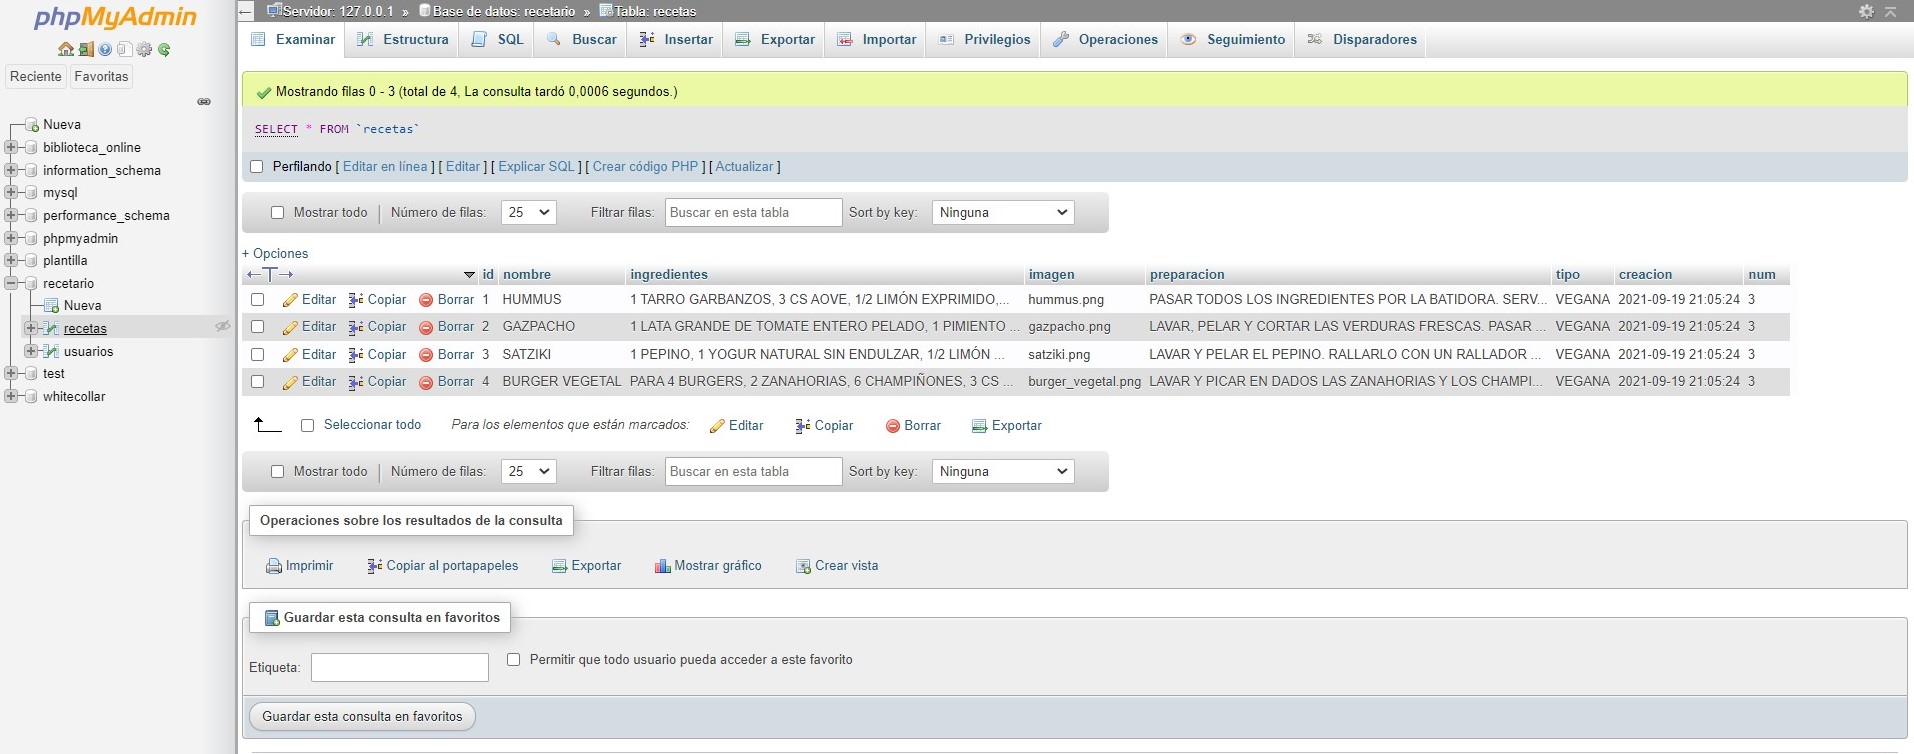 phpMyAdmin
Reciente Favoritas
Nueva
biblioteca_online
information_schema
mysql
performance_schema
phpmyadmin
plantilla
recetario
Nueva
recetas
usuarios
test
whitecollar
Servidor: 127.0.0.1 » Base de datos: recetario » Tabla: recetas
Examinar Estructura SQL Buscar Insertar Exportar Importar Privilegios Operaciones Seguimiento Disparadores
Mostrando filas 0 - 3 (total de 4, La consulta tardó 0,0006 segundos.)
SELECT * FROM `recetas`
Perfilando [ Editar en línea ] [ Editar ] [ Explicar SQL ] [ Crear código PHP ] [ Actualizar ]
Mostrar todo | Número de filas: 25 Filtrar filas: Buscar en esta tabla Sort by key: Ninguna
+ Opciones
←T→ id nombre ingredientes imagen preparacion tipo creacion num
Editar Copiar Borrar 1 HUMMUS 1 TARRO GARBANZOS, 3 CS AOVE, 1/2 LIMÓN EXPRIMIDO,... hummus.png PASAR TODOS LOS INGREDIENTES POR LA BATIDORA. SERV... VEGANA 2021-09-19 21:05:24 3
Editar Copiar Borrar 2 GAZPACHO 1 LATA GRANDE DE TOMATE ENTERO PELADO, 1 PIMIENTO ... gazpacho.png LAVAR, PELAR Y CORTAR LAS VERDURAS FRESCAS. PASAR ... VEGANA 2021-09-19 21:05:24 3
Editar Copiar Borrar 3 SATZIKI 1 PEPINO, 1 YOGUR NATURAL SIN ENDULZAR, 1/2 LIMÓN ... satziki.png LAVAR Y PELAR EL PEPINO. RALLARLO CON UN RALLADOR ... VEGANA 2021-09-19 21:05:24 3
Editar Copiar Borrar 4 BURGER VEGETAL PARA 4 BURGERS, 2 ZANAHORIAS, 6 CHAMPIÑONES, 3 CS ... burger_vegetal.png LAVAR Y PICAR EN DADOS LAS ZANAHORIAS Y LOS CHAMPI... VEGANA 2021-09-19 21:05:24 3
Seleccionar todo Para los elementos que están marcados: Editar Copiar Borrar Exportar
Mostrar todo | Número de filas: 25 Filtrar filas: Buscar en esta tabla Sort by key: Ninguna
Operaciones sobre los resultados de la consulta
Imprimir Copiar al portapapeles Exportar Mostrar gráfico Crear vista
Guardar esta consulta en favoritos
Etiqueta: Permitir que todo usuario pueda acceder a este favorito
Guardar esta consulta en favoritos